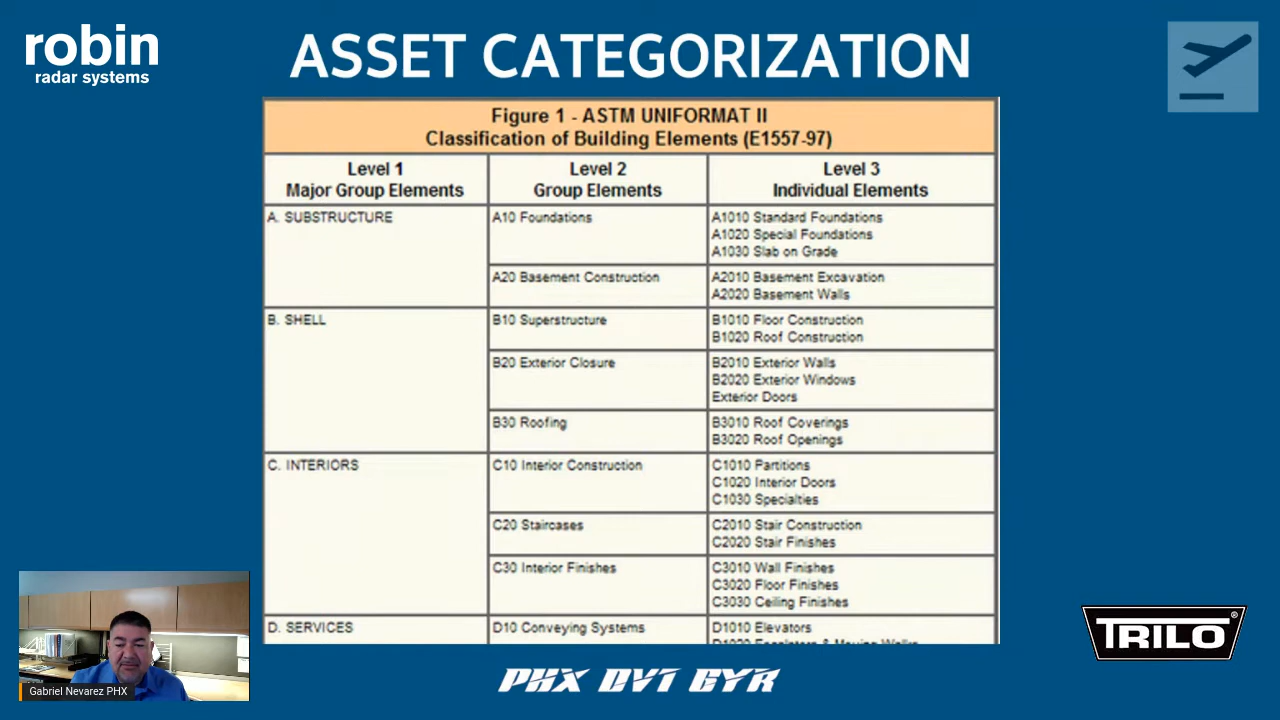 robin
radar systems
ASSET CATEGORIZATION
Figure 1 - ASTM UNIFORMAT II
Classification of Building Elements (E1557-97)
Level 1
Major Group Elements
Level 2
Group Elements
Level 3
Individual Elements
A. SUBSTRUCTURE
A10 Foundations
A1010 Standard Foundations
A1020 Special Foundations
A1030 Slab on Grade
A20 Basement Construction
A2010 Basement Excavation
A2020 Basement Walls
B. SHELL
B10 Superstructure
B1010 Floor Construction
B1020 Roof Construction
B20 Exterior Closure
B2010 Exterior Walls
B2020 Exterior Windows
Exterior Doors
B30 Roofing
B3010 Roof Coverings
B3020 Roof Openings
C. INTERIORS
C10 Interior Construction
C1010 Partitions
C1020 Interior Doors
C1030 Specialties
C20 Staircases
C2010 Stair Construction
C2020 Stair Finishes
C30 Interior Finishes
C3010 Wall Finishes
C3020 Floor Finishes
C3030 Ceiling Finishes
D. SERVICES
D10 Conveying Systems
D1010 Elevators
Gabriel Nevarez PHX
TRILO®
PHX DVT GYR